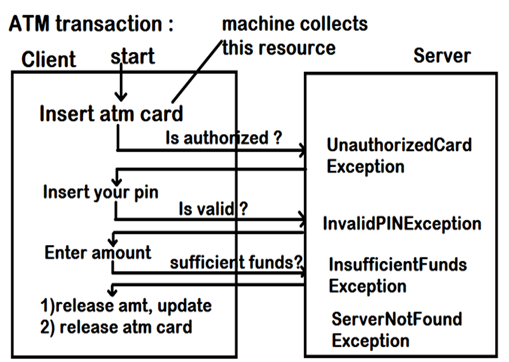 ATM transaction :
machine collects
this resource
Client
start
Server
Insert atm card
Is authorized ?
UnauthorizedCard
Exception
Insert your pin
Is valid ?
InvalidPINException
Enter amount
sufficient funds?
InsufficientFunds
Exception
1)release amt, update
2) release atm card
ServerNotFound
Exception